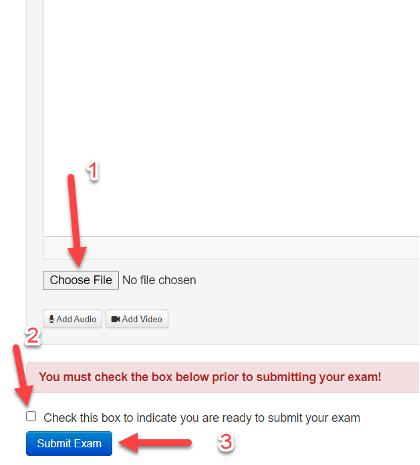 1
Choose File No file chosen
Add Audio Add Video
2
You must check the box below prior to submitting your exam!
Check this box to indicate you are ready to submit your exam
Submit Exam 3